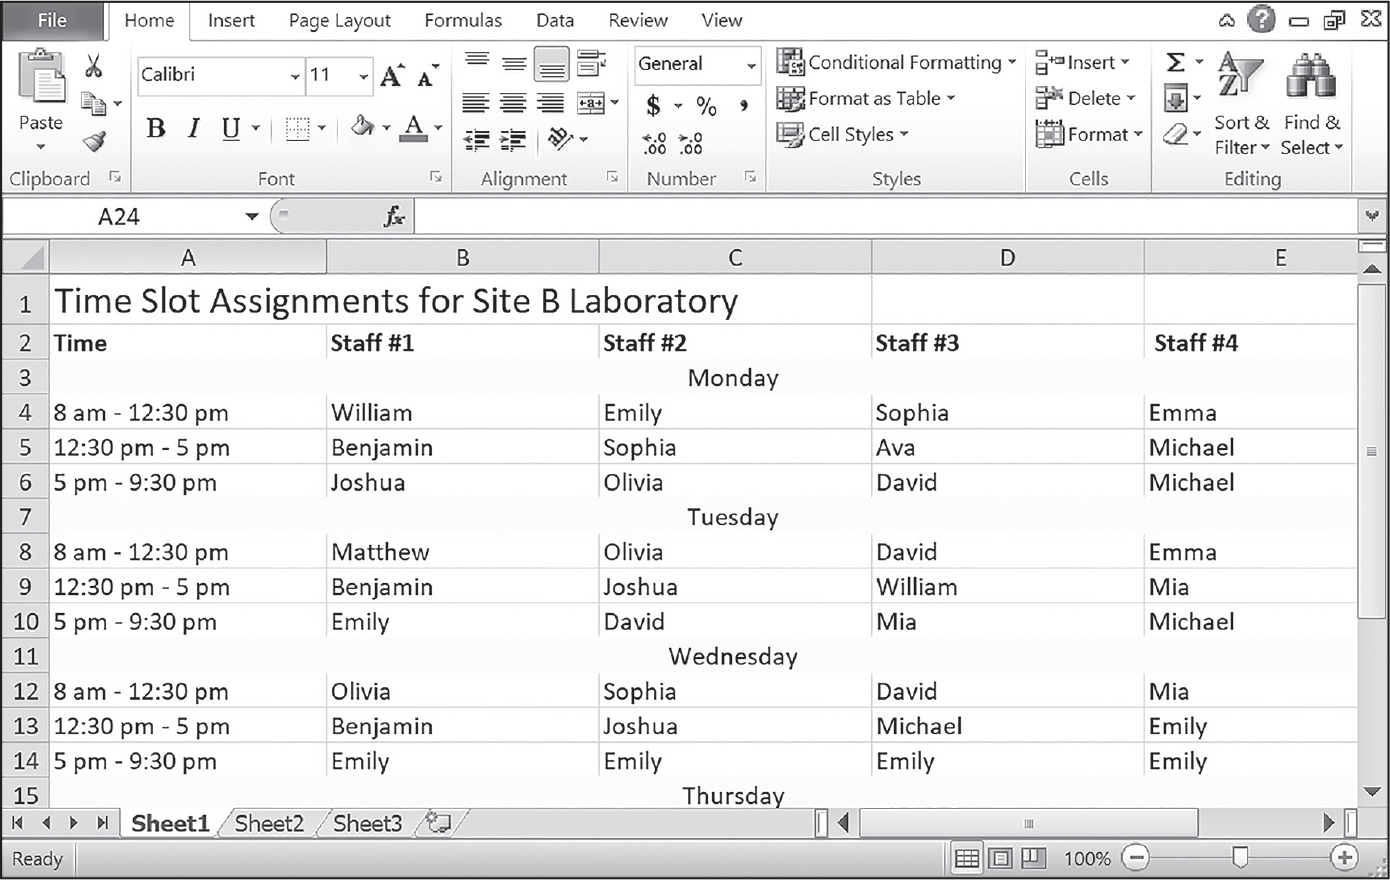 File Home Insert Page Layout Formulas Data Review View
Calibri 11 General Conditional Formatting Insert
$ % , Format as Table Delete
Paste B I U A Cell Styles Format Sort & Filter Find & Select
Clipboard Font Alignment Number Styles Cells Editing
A24 fx
A B C D E
1 Time Slot Assignments for Site B Laboratory
2 Time Staff #1 Staff #2 Staff #3 Staff #4
3 Monday
4 8 am - 12:30 pm William Emily Sophia Emma
5 12:30 pm - 5 pm Benjamin Sophia Ava Michael
6 5 pm - 9:30 pm Joshua Olivia David Michael
7 Tuesday
8 8 am - 12:30 pm Matthew Olivia David Emma
9 12:30 pm - 5 pm Benjamin Joshua William Mia
10 5 pm - 9:30 pm Emily David Mia Michael
11 Wednesday
12 8 am - 12:30 pm Olivia Sophia David Mia
13 12:30 pm - 5 pm Benjamin Joshua Michael Emily
14 5 pm - 9:30 pm Emily Emily Emily Emily
15 Thursday
Sheet1 Sheet2 Sheet3
Ready 100%